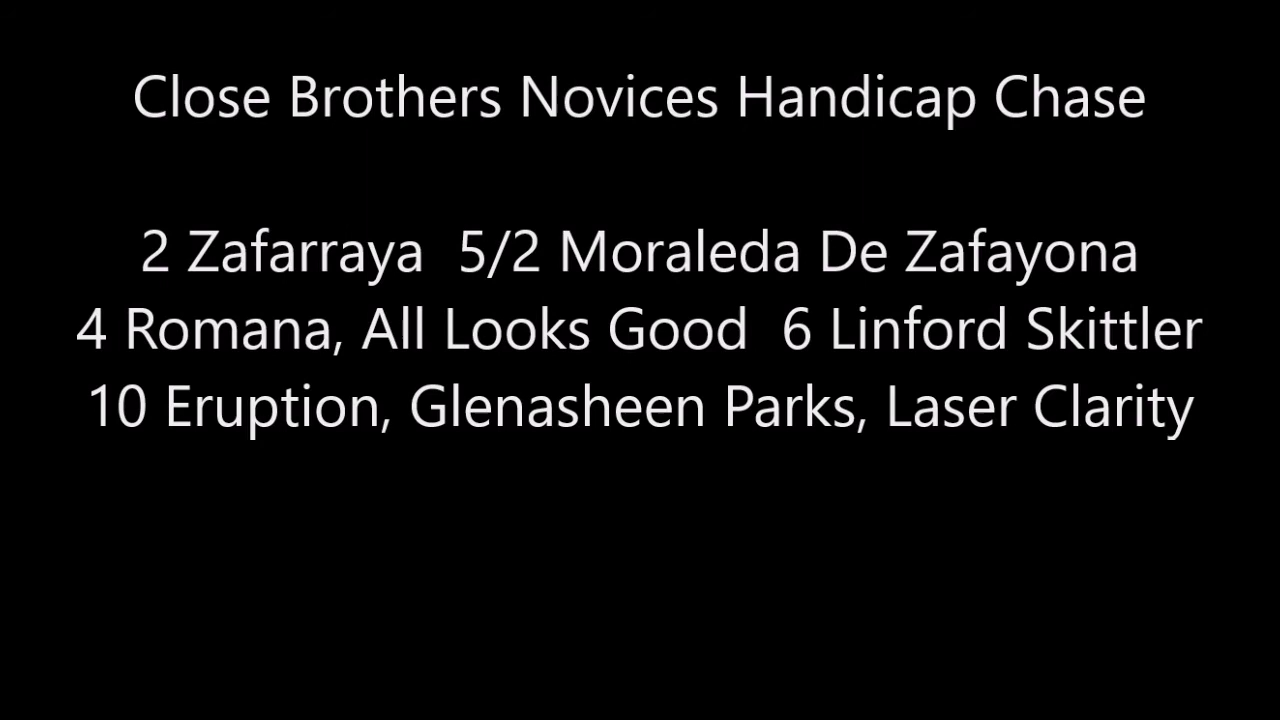 Close Brothers Novices Handicap Chase
2 Zafarraya 5/2 Moraleda De Zafayona
4 Romana, All Looks Good 6 Linford Skittler
10 Eruption, Glenasheen Parks, Laser Clarity